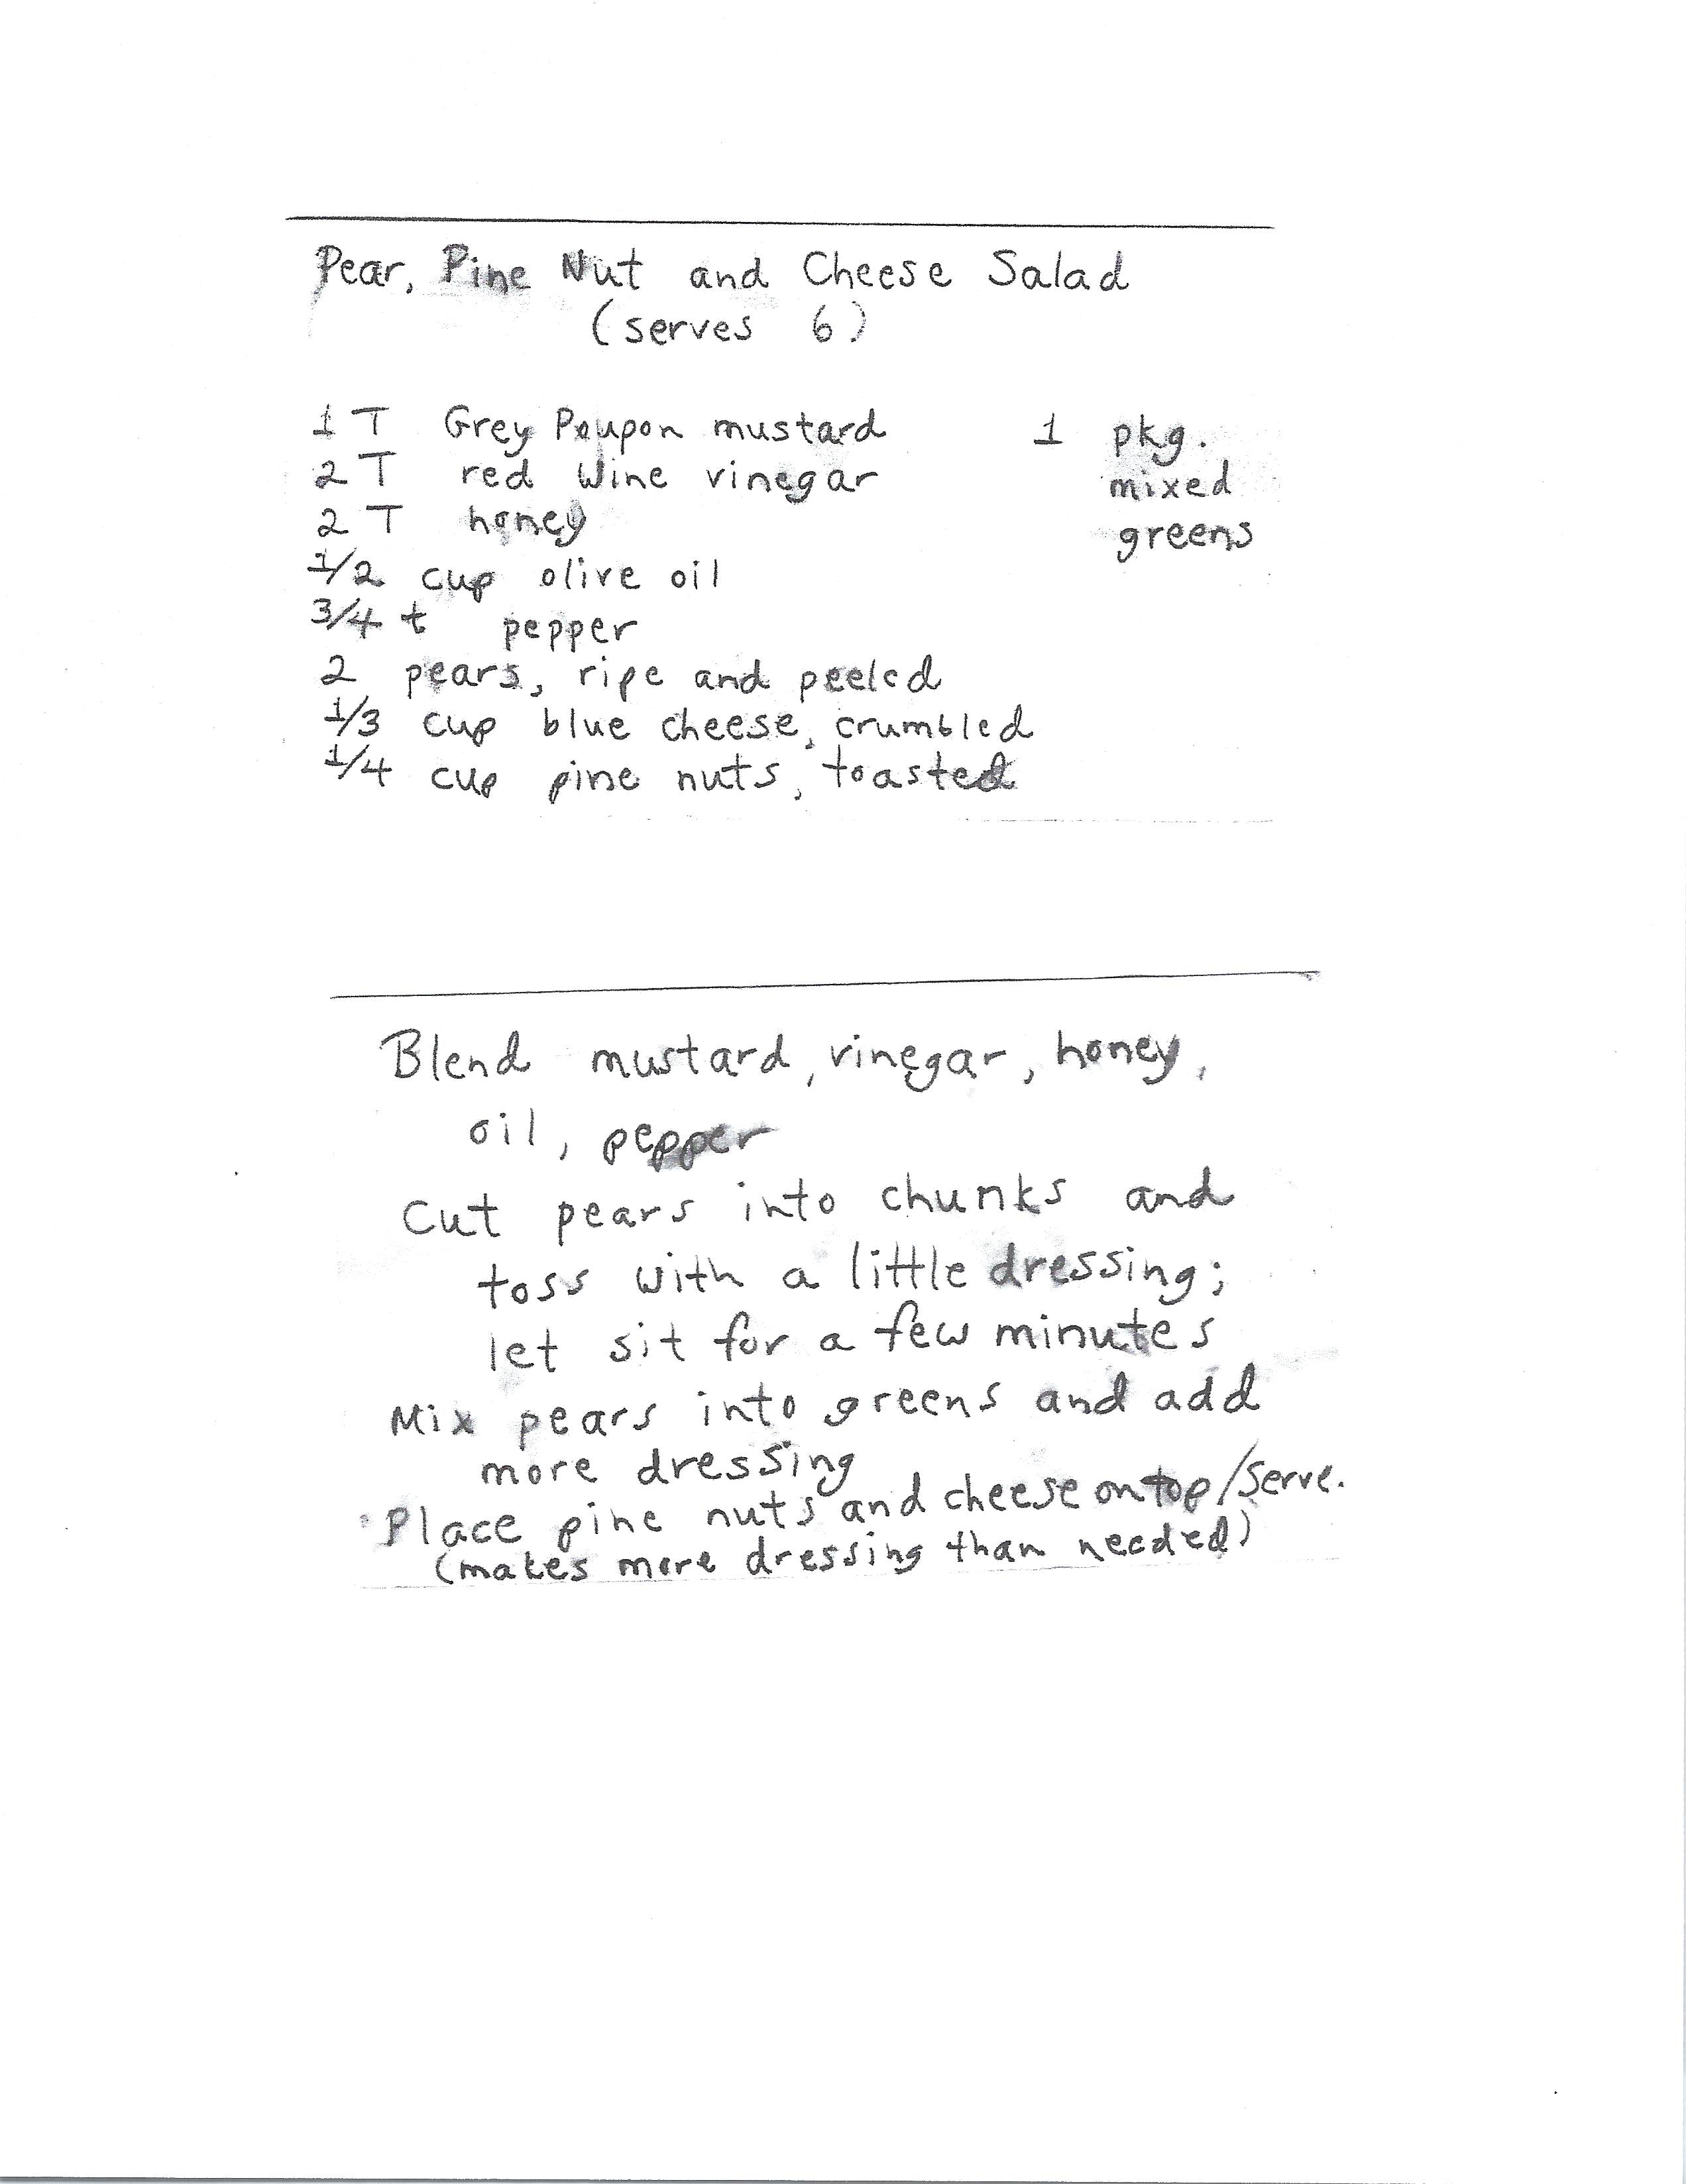 Pear, Pine Nut and Cheese Salad
(serves 6)
1 T Grey Poupon mustard
2 T red wine vinegar
2 T honey
1/2 cup olive oil
3/4 t pepper
2 pears, ripe and peeled
1/3 cup blue cheese, crumbled
1/4 cup pine nuts, toasted
1 pkg.
mixed
greens
Blend mustard, vinegar, honey,
oil, pepper
Cut pears into chunks and
toss with a little dressing;
let sit for a few minutes
Mix pears into greens and add
more dressing
Place pine nuts and cheese on top/Serve.
(makes more dressing than needed)